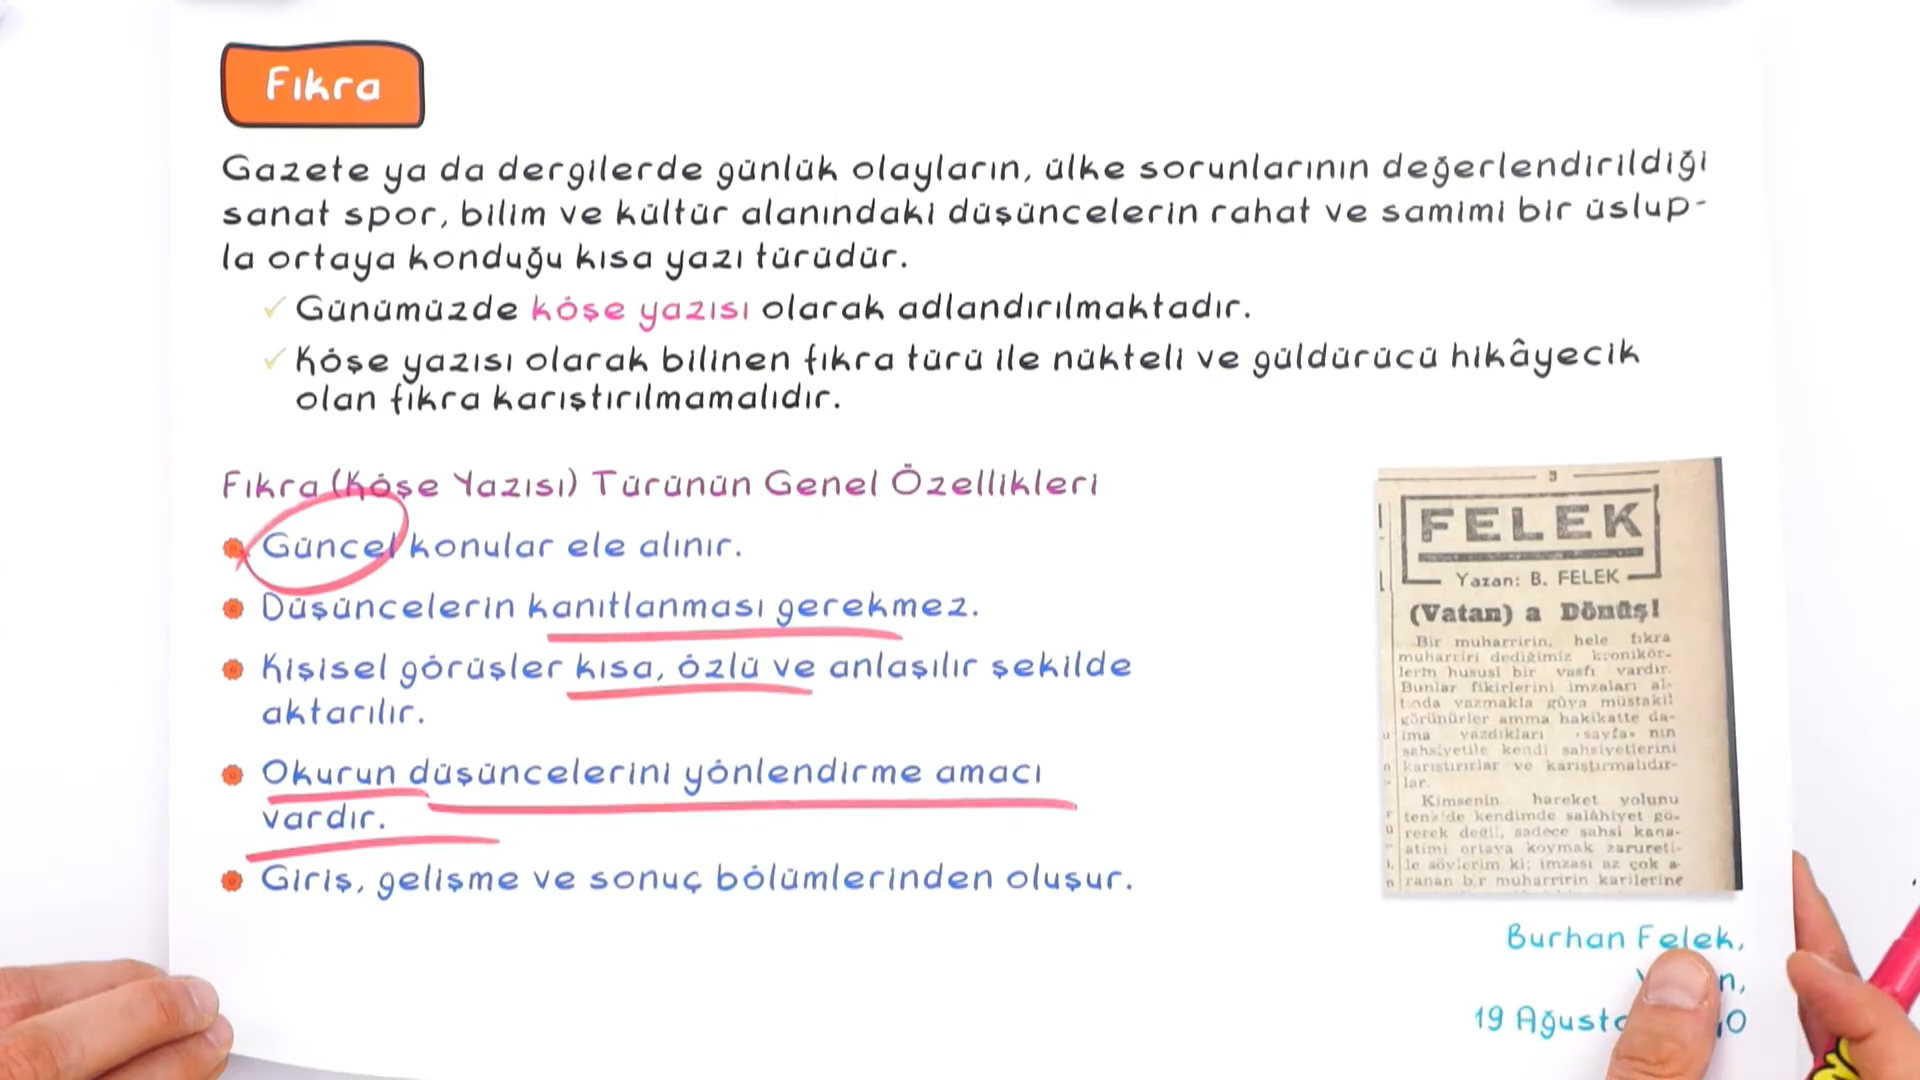 Fıkra
Gazete ya da dergilerde günlük olayların, ülke sorunlarının değerlendirildiği
sanat spor, bilim ve kültür alanındaki düşüncelerin rahat ve samimi bir üslup-
la ortaya konduğu kısa yazı türüdür.
Günümüzde köşe yazısı olarak adlandırılmaktadır.
Köşe yazısı olarak bilinen fıkra türü ile nükteli ve güldürücü hikâyecik
olan fıkra karıştırılmamalıdır.
Fıkra (Köşe Yazısı) Türünün Genel Özellikleri
Güncel konular ele alınır.
Düşüncelerin kanıtlanması gerekmez.
Kişisel görüşler kısa, özlü ve anlaşılır şekilde
aktarılır.
Okurun düşüncelerini yönlendirme amacı
vardır.
Giriş, gelişme ve sonuç bölümlerinden oluşur.
3
FELEK
Yazan: B. FELEK
(Vatan) a Dönüş!
Bir muharririn, hele fıkra
muharriri dediğimiz kronikör-
lerin hususi bir vasfı vardır.
Bunlar fikirlerini imzaları al-
tında yazmakla gûya müstakil
görünürler amma hakikatte da-
ima yazdıkları «sayfa» nın
şahsiyetile kendi şahsiyetlerini
karıştırırlar ve karıştırmalıdır-
lar.
Kimsenin hareket yolunu
tenkide kendimde salâhiyet gö-
rerek değil, sadece şahsi kana-
atimi ortaya koymak zarureti-
le söylerim ki; imzası az çok a-
ranan bir muharririn karilerine
Burhan Felek,
19